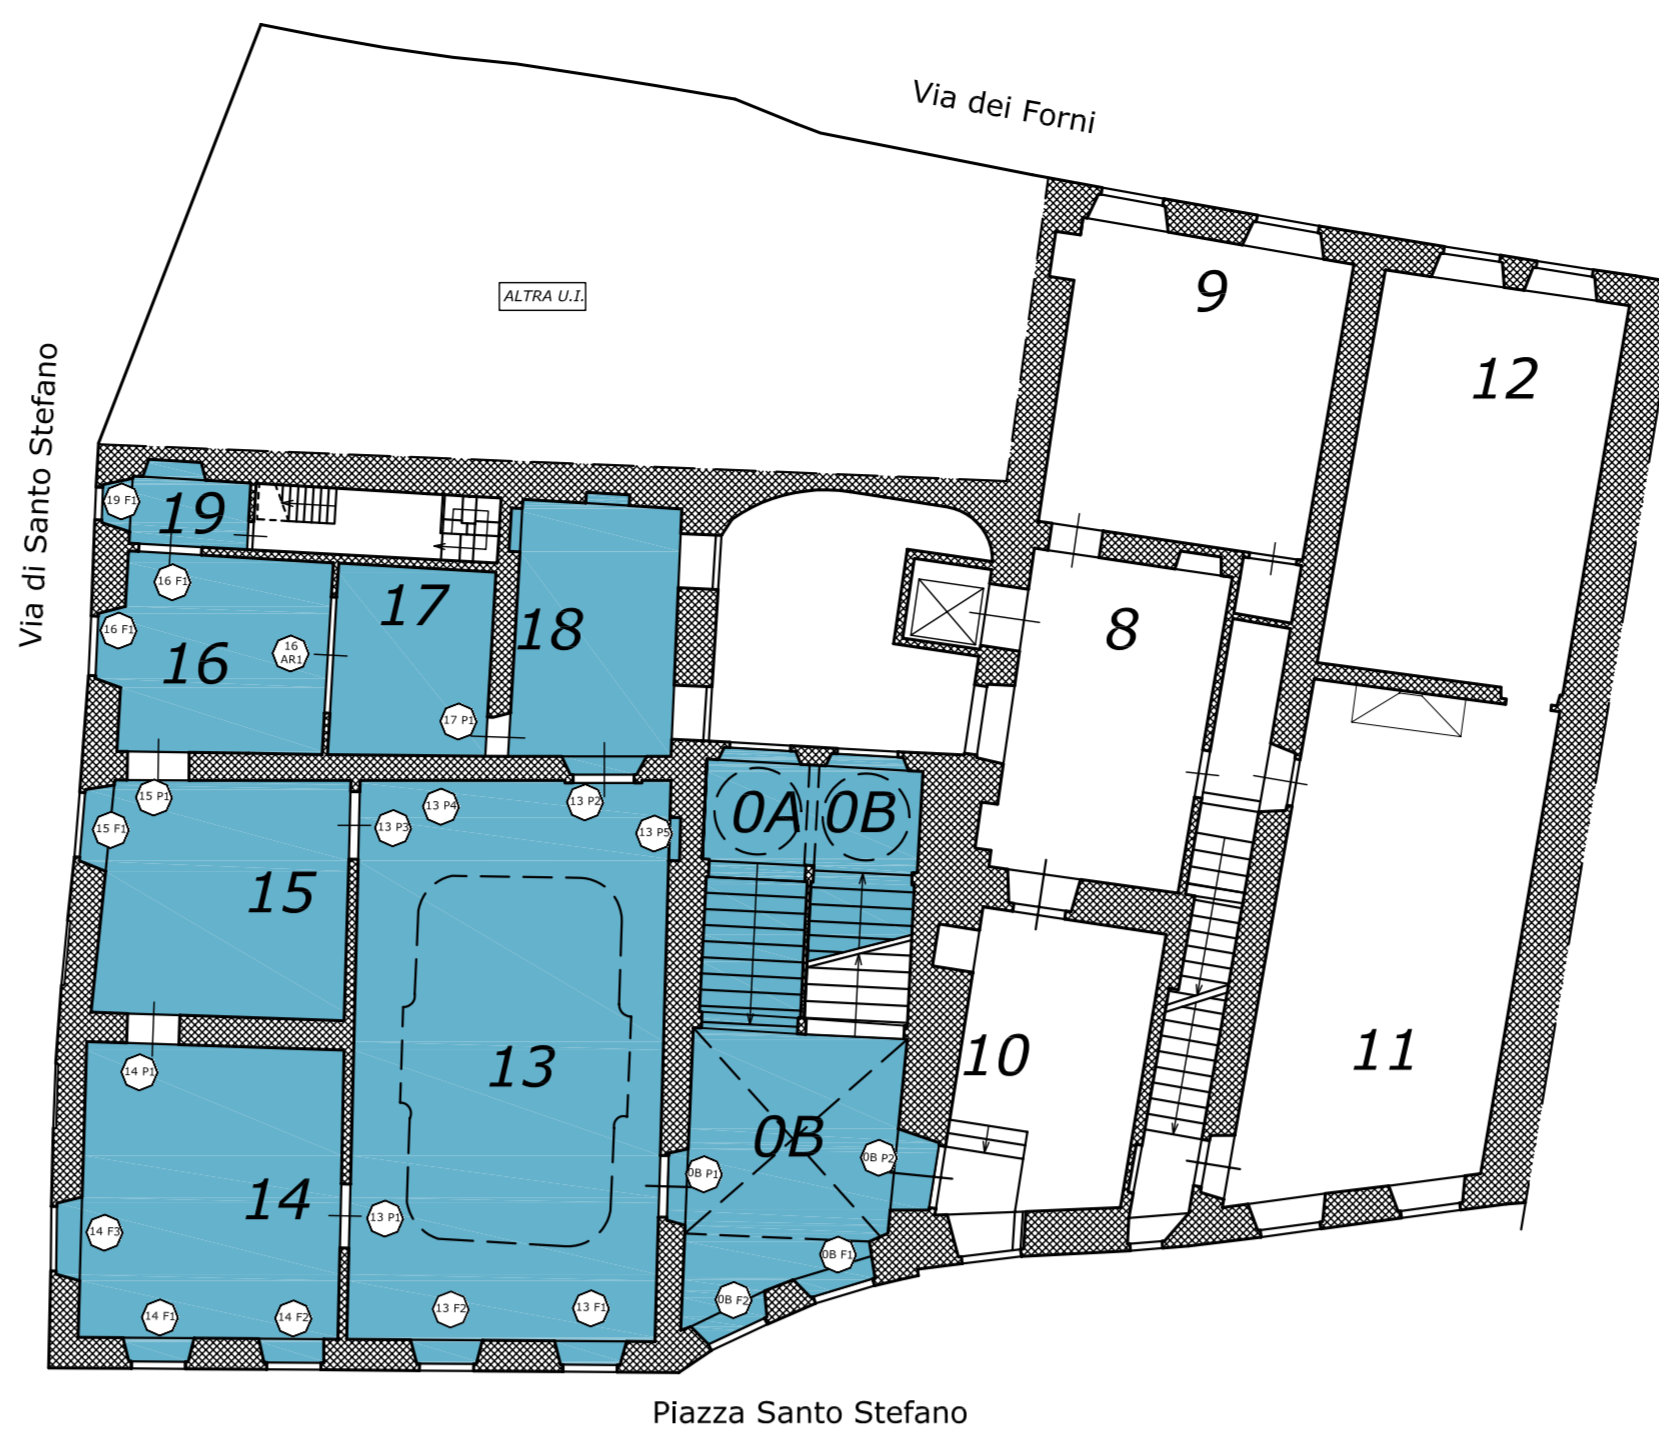 Via dei Forni
ALTRA U.I.
9
12
Via di Santo Stefano
19 F1
19
16 F1
17
18
8
16 F1
16
16
AR1
17 P1
15 P1
13 P4
13 P2
0A
0B
15 F1
13 P3
13 P5
15
13
10
11
14 P1
0B
0B P2
0B P1
14
13 P1
14 F3
0B F1
0B F2
14 F1
14 F2
13 F2
13 F1
Piazza Santo Stefano